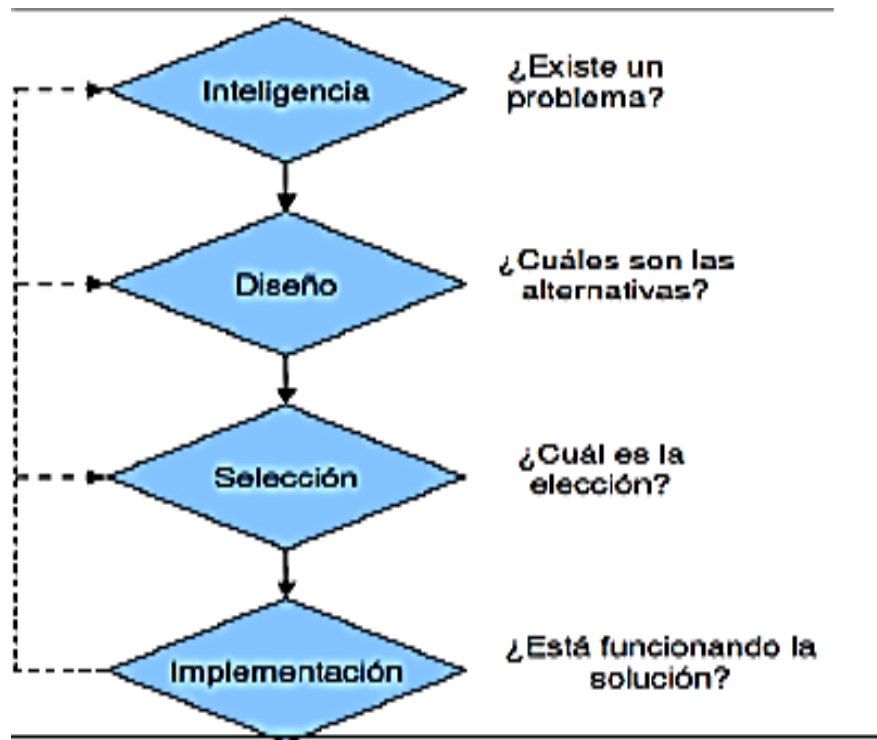 Inteligencia
¿Existe un
problema?
Diseño
¿Cuáles son las
alternativas?
Selección
¿Cuál es la
elección?
Implementación
¿Está funcionando la
solución?